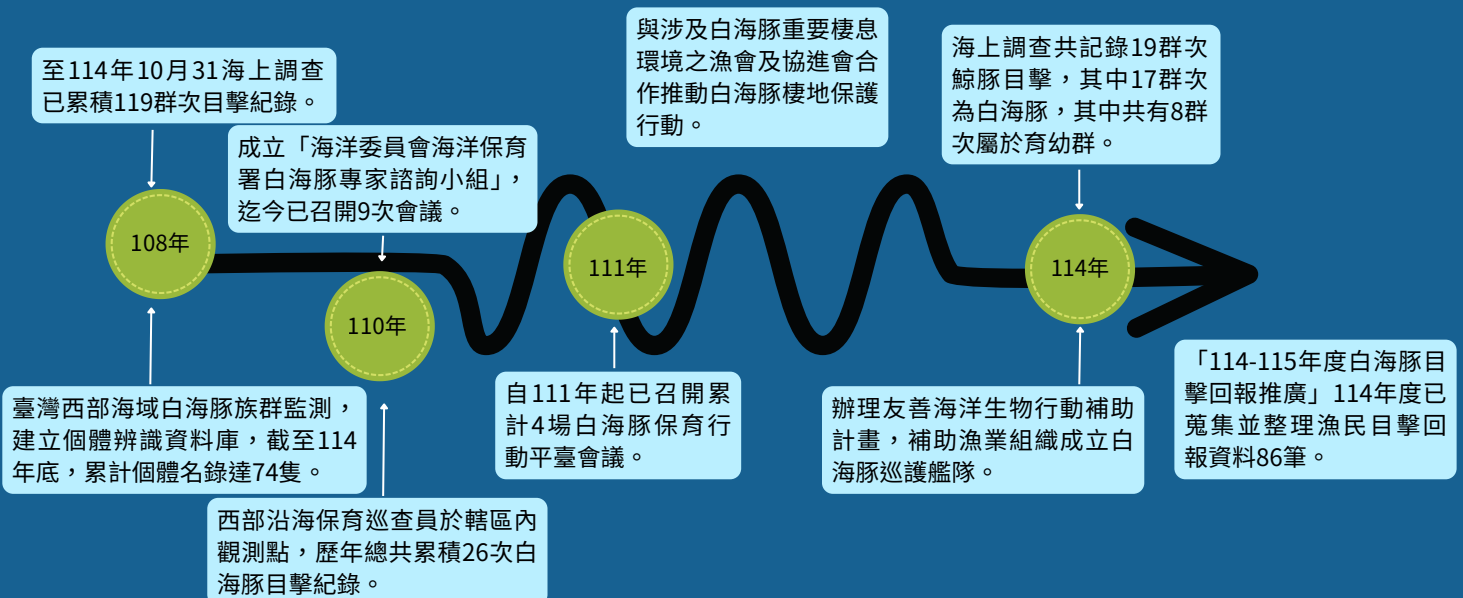 至114年10月31海上調查
已累積119群次目擊紀錄。
108年
臺灣西部海域白海豚族群監測，
建立個體辨識資料庫，截至114
年底，累計個體名錄達74隻。
成立「海洋委員會海洋保育
署白海豚專家諮詢小組」，
迄今已召開9次會議。
110年
西部沿海保育巡查員於轄區內
觀測點，歷年總共累積26次白
海豚目擊紀錄。
與涉及白海豚重要棲息
環境之漁會及協進會合
作推動白海豚棲地保護
行動。
111年
自111年起已召開累
計4場白海豚保育行
動平臺會議。
海上調查共記錄19群次
鯨豚目擊，其中17群次
為白海豚，其中共有8群
次屬於育幼群。
114年
辦理友善海洋生物行動補助
計畫，補助漁業組織成立白
海豚巡護艦隊。
「114-115年度白海豚目
擊回報推廣」114年度已
蒐集並整理漁民目擊回
報資料86筆。